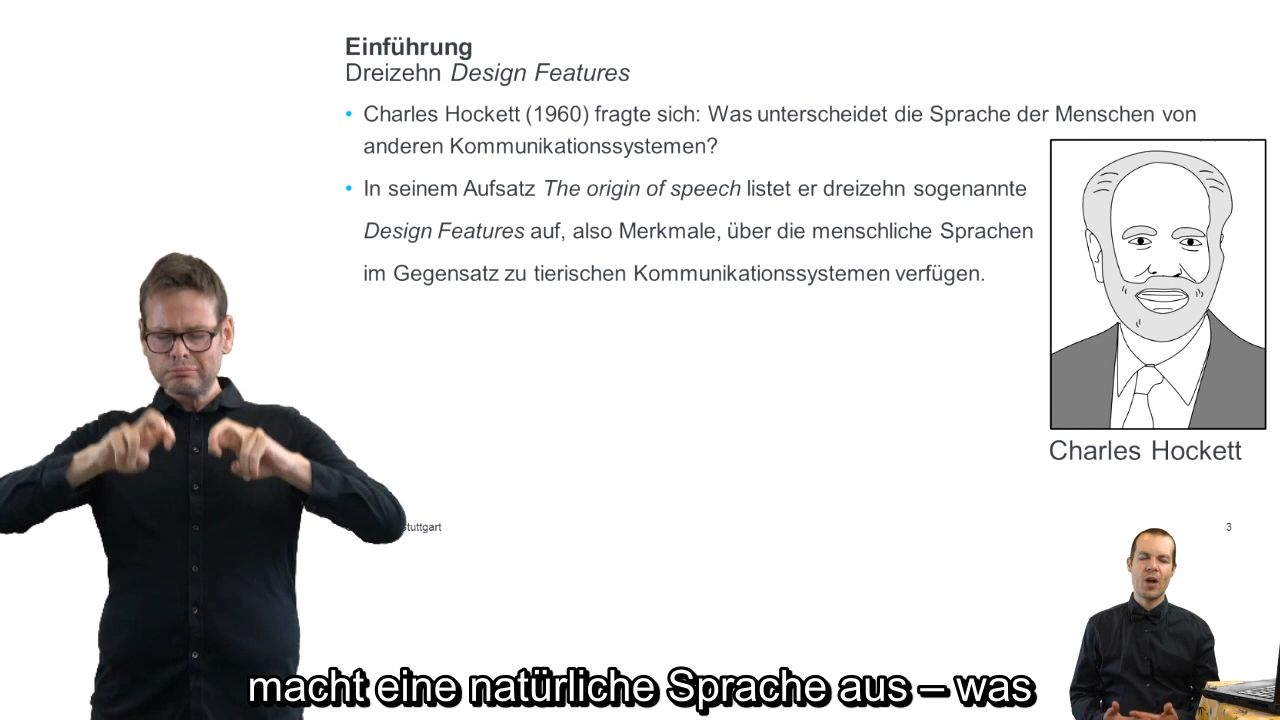 Einführung
Dreizehn Design Features
• Charles Hockett (1960) fragte sich: Was unterscheidet die Sprache der Menschen von
anderen Kommunikationssystemen?
• In seinem Aufsatz The origin of speech listet er dreizehn sogenannte
Design Features auf, also Merkmale, über die menschliche Sprachen
im Gegensatz zu tierischen Kommunikationssystemen verfügen.
Charles Hockett
3
macht eine natürliche Sprache aus – was